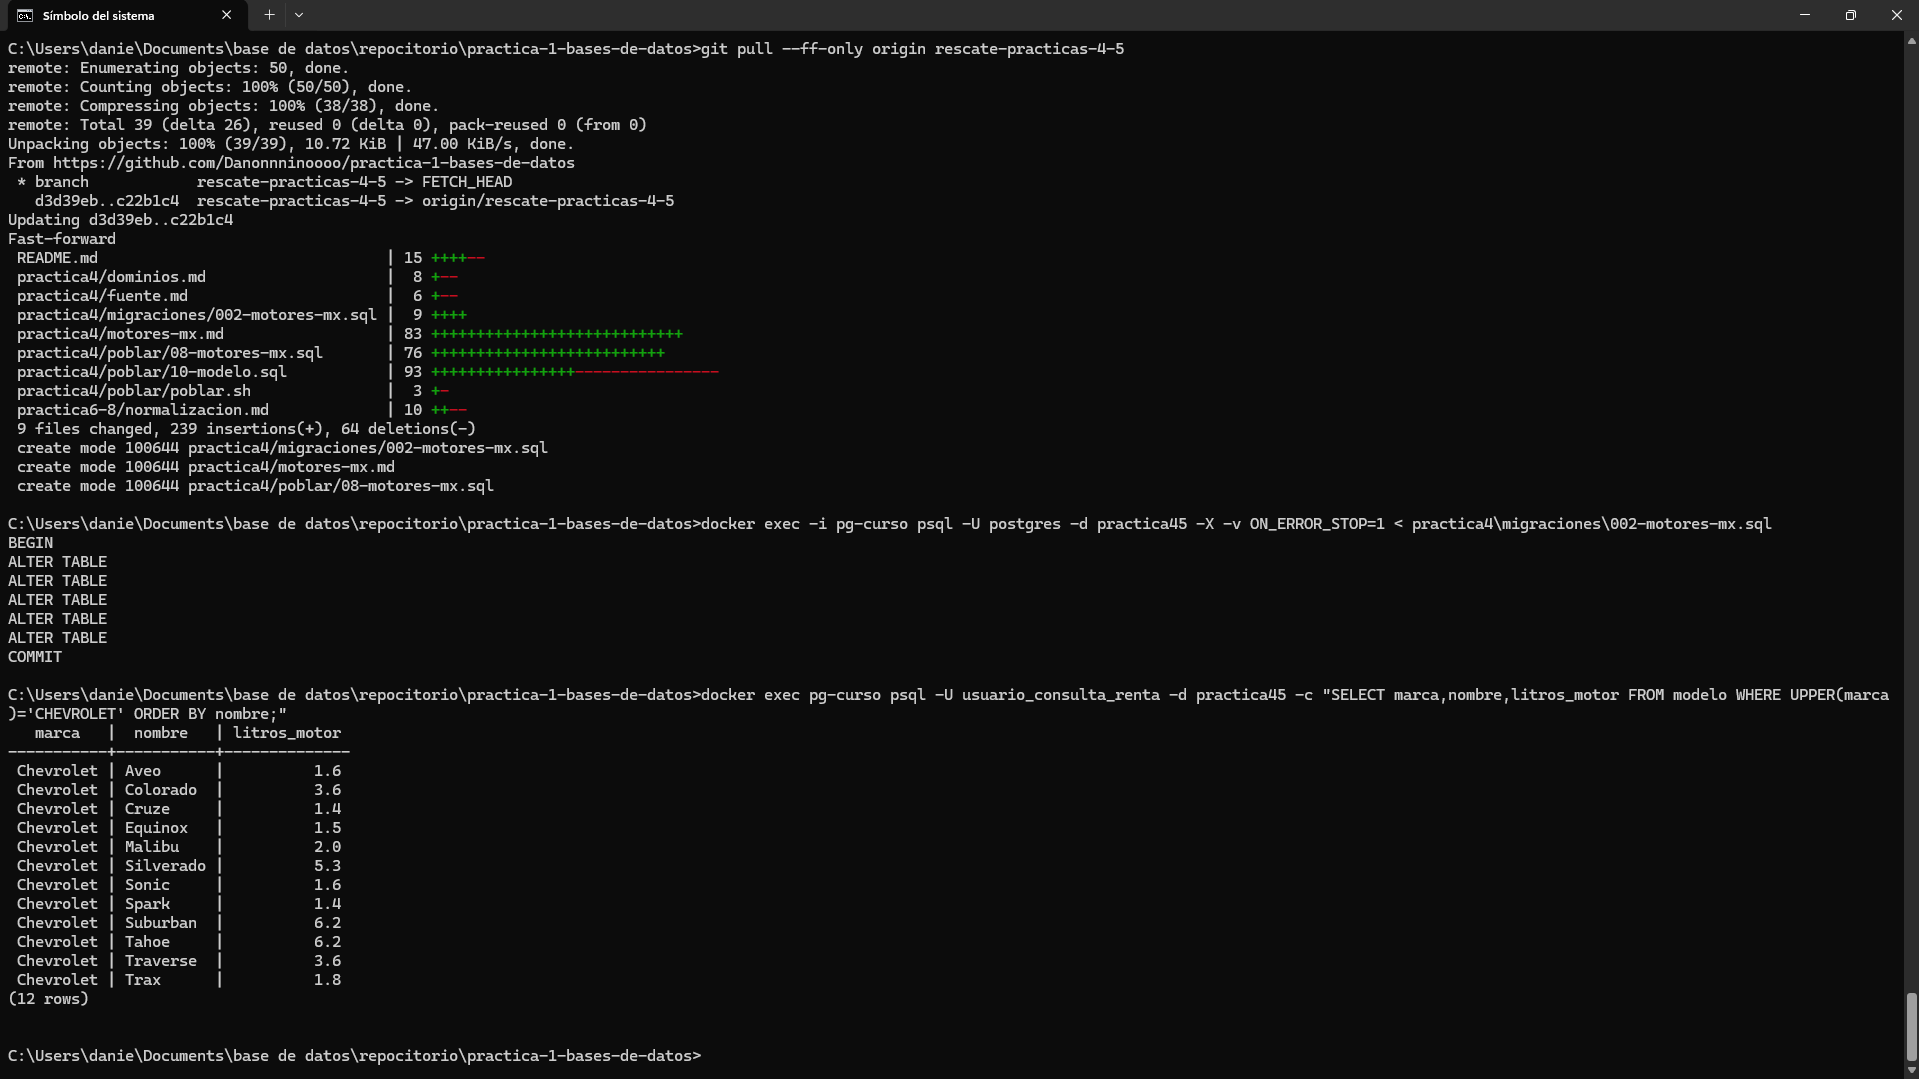 Símbolo del sistema
C:\Users\danie\Documents\base de datos\repocitorio\practica-1-bases-de-datos>git pull --ff-only origin rescate-practicas-4-5
remote: Enumerating objects: 50, done.
remote: Counting objects: 100% (50/50), done.
remote: Compressing objects: 100% (38/38), done.
remote: Total 39 (delta 26), reused 0 (delta 0), pack-reused 0 (from 0)
Unpacking objects: 100% (39/39), 10.72 KiB | 47.00 KiB/s, done.
From https://github.com/Danonnninoooo/practica-1-bases-de-datos
 * branch            rescate-practicas-4-5 -> FETCH_HEAD
   d3d39eb..c22b1c4  rescate-practicas-4-5 -> origin/rescate-practicas-4-5
Updating d3d39eb..c22b1c4
Fast-forward
 README.md                                | 15 ++++--
 practica4/dominios.md                    |  8 +--
 practica4/fuente.md                      |  6 +--
 practica4/migraciones/002-motores-mx.sql |  9 ++++
 practica4/motores-mx.md                  | 83 ++++++++++++++++++++++++++++
 practica4/poblar/08-motores-mx.sql       | 76 ++++++++++++++++++++++++++
 practica4/poblar/10-modelo.sql           | 93 ++++++++++++++++----------------
 practica4/poblar/poblar.sh               |  3 +-
 practica6-8/normalizacion.md             | 10 ++--
 9 files changed, 239 insertions(+), 64 deletions(-)
 create mode 100644 practica4/migraciones/002-motores-mx.sql
 create mode 100644 practica4/motores-mx.md
 create mode 100644 practica4/poblar/08-motores-mx.sql
C:\Users\danie\Documents\base de datos\repocitorio\practica-1-bases-de-datos>docker exec -i pg-curso psql -U postgres -d practica45 -X -v ON_ERROR_STOP=1 < practica4\migraciones\002-motores-mx.sql
BEGIN
ALTER TABLE
ALTER TABLE
ALTER TABLE
ALTER TABLE
ALTER TABLE
COMMIT
C:\Users\danie\Documents\base de datos\repocitorio\practica-1-bases-de-datos>docker exec pg-curso psql -U usuario_consulta_renta -d practica45 -c "SELECT marca,nombre,litros_motor FROM modelo WHERE UPPER(marca
)='CHEVROLET' ORDER BY nombre;"
   marca   |  nombre   | litros_motor
-----------+-----------+--------------
 Chevrolet | Aveo      |          1.6
 Chevrolet | Colorado  |          3.6
 Chevrolet | Cruze     |          1.4
 Chevrolet | Equinox   |          1.5
 Chevrolet | Malibu    |          2.0
 Chevrolet | Silverado |          5.3
 Chevrolet | Sonic     |          1.6
 Chevrolet | Spark     |          1.4
 Chevrolet | Suburban  |          6.2
 Chevrolet | Tahoe     |          6.2
 Chevrolet | Traverse  |          3.6
 Chevrolet | Trax      |          1.8
(12 rows)
C:\Users\danie\Documents\base de datos\repocitorio\practica-1-bases-de-datos>